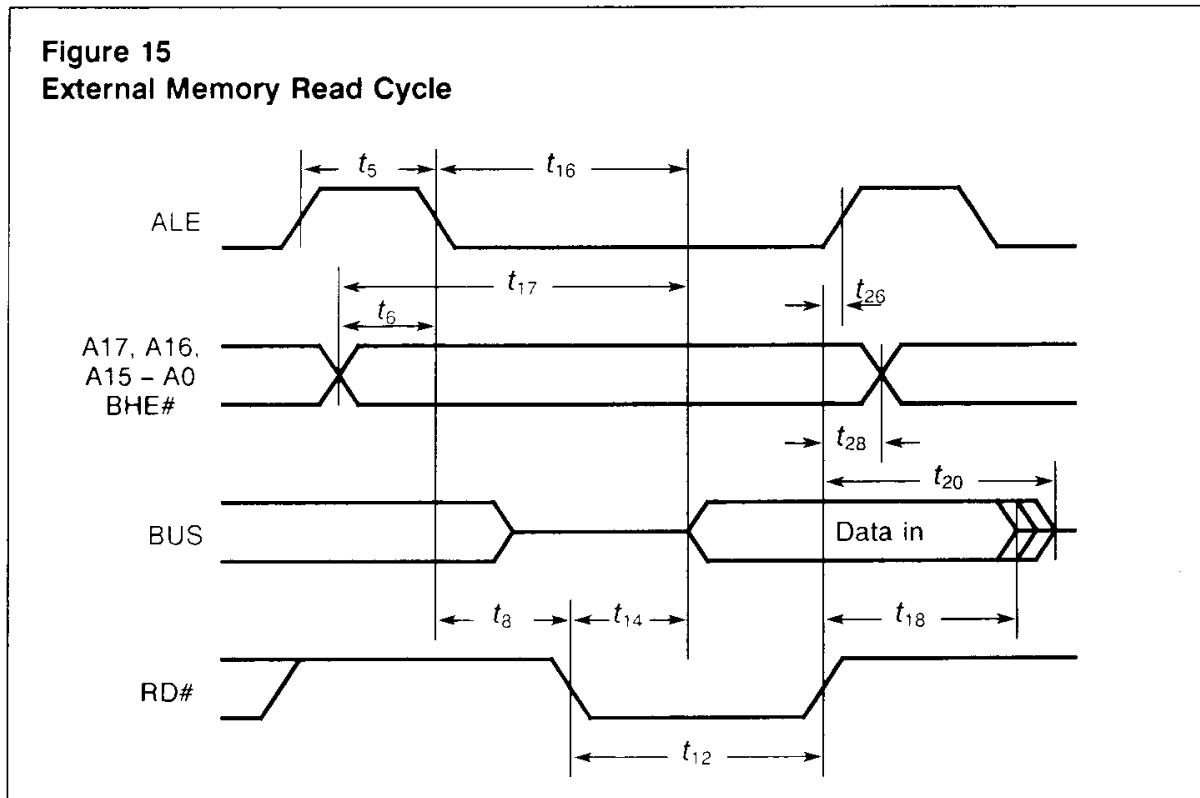 Figure 15
External Memory Read Cycle
t5
t16
ALE
t17
t26
t6
A17, A16,
A15 – A0
BHE#
t28
t20
BUS
Data in
t8
t14
t18
RD#
t12